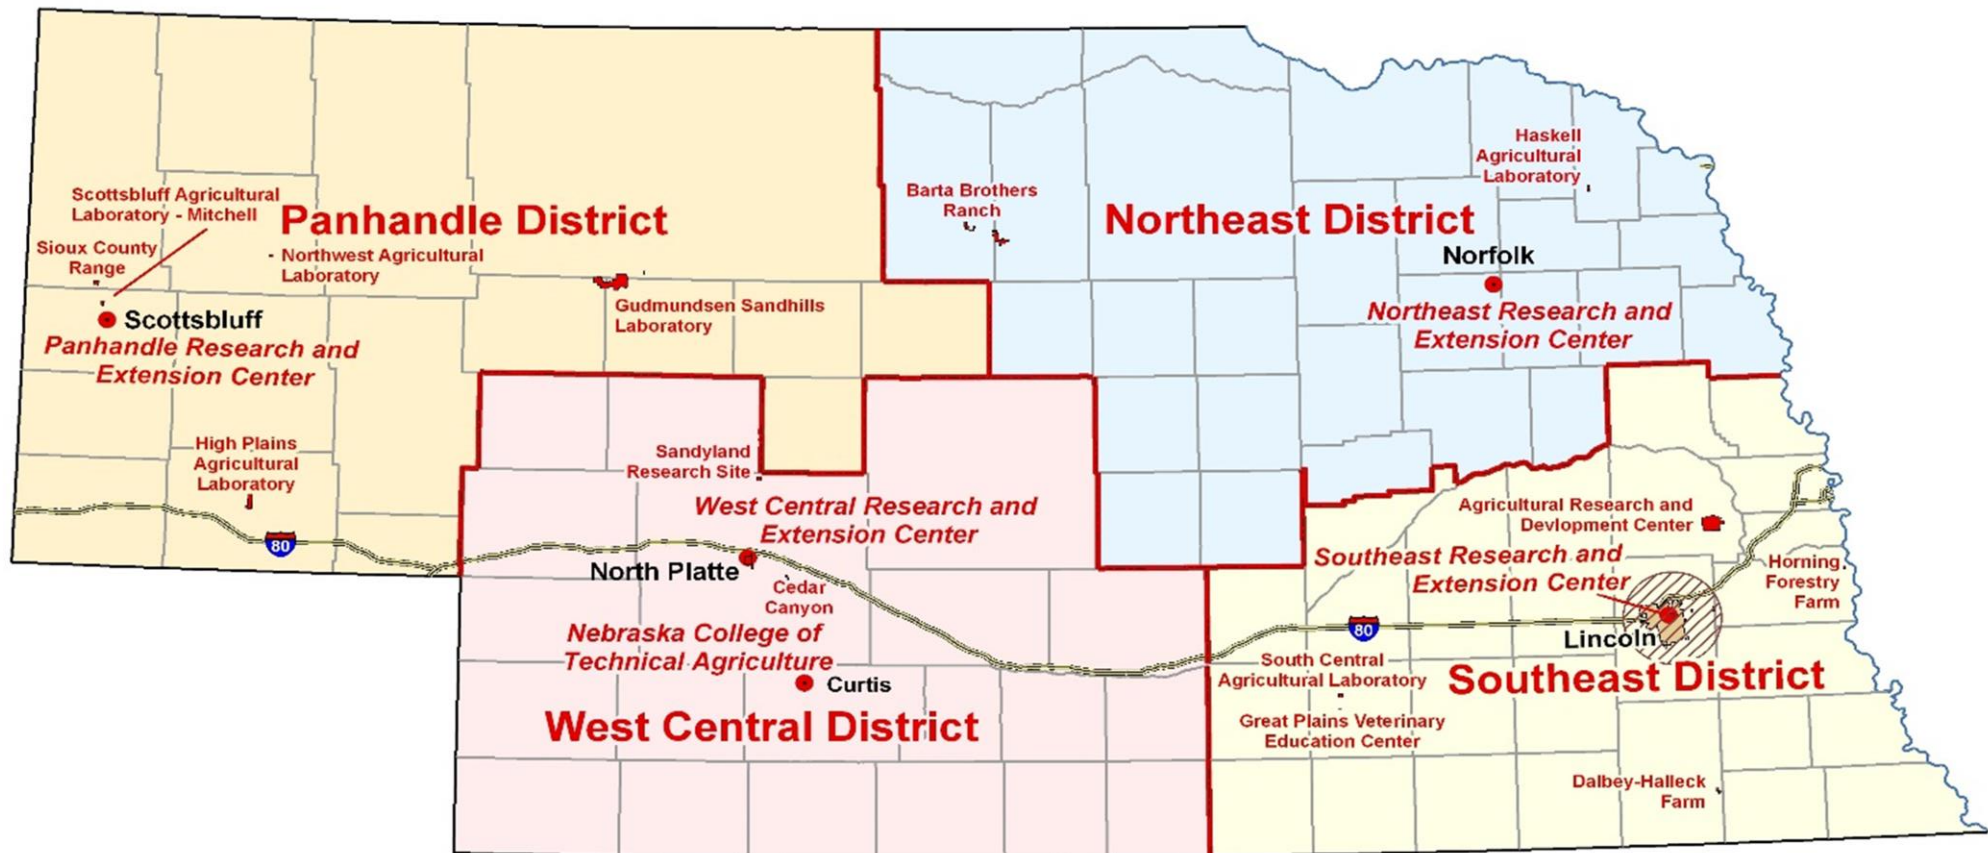 Scottsbluff Agricultural
Laboratory - Mitchell
Panhandle District
Sioux County
Range
Northwest Agricultural
Laboratory
Gudmundsen Sandhills
Laboratory
Scottsbluff
Panhandle Research and
Extension Center
High Plains
Agricultural
Laboratory
80
Barta Brothers
Ranch
Northeast District
Haskell
Agricultural
Laboratory
Norfolk
Northeast Research and
Extension Center
Sandyland
Research Site
West Central Research and
Extension Center
North Platte
Cedar
Canyon
Nebraska College of
Technical Agriculture
Curtis
West Central District
Agricultural Research and
Devlopment Center
Southeast Research and
Extension Center
Horning
Forestry
Farm
80
Lincoln
South Central
Agricultural Laboratory
Southeast District
Great Plains Veterinary
Education Center
Dalbey-Halleck
Farm